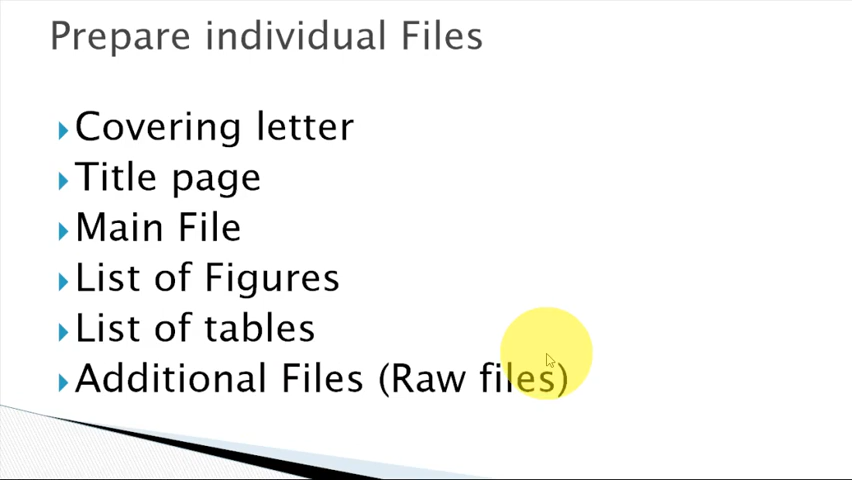 Prepare individual Files
Covering letter
Title page
Main File
List of Figures
List of tables
Additional Files (Raw files)